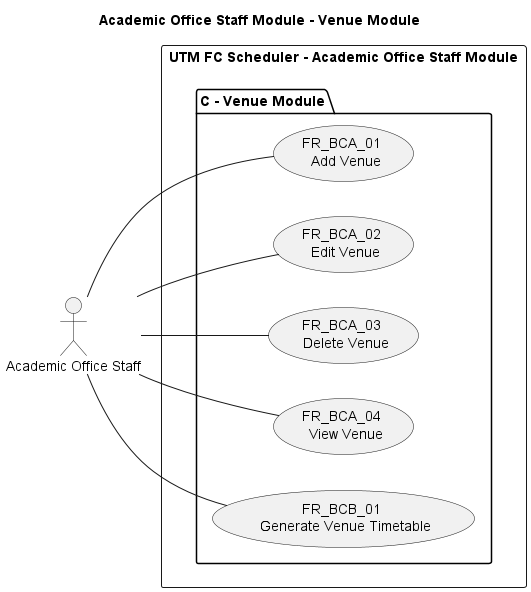 Academic Office Staff Module - Venue Module
UTM FC Scheduler - Academic Office Staff Module
C - Venue Module
FR_BCA_01
Add Venue
FR_BCA_02
Edit Venue
FR_BCA_03
Delete Venue
Academic Office Staff
FR_BCA_04
View Venue
FR_BCB_01
Generate Venue Timetable